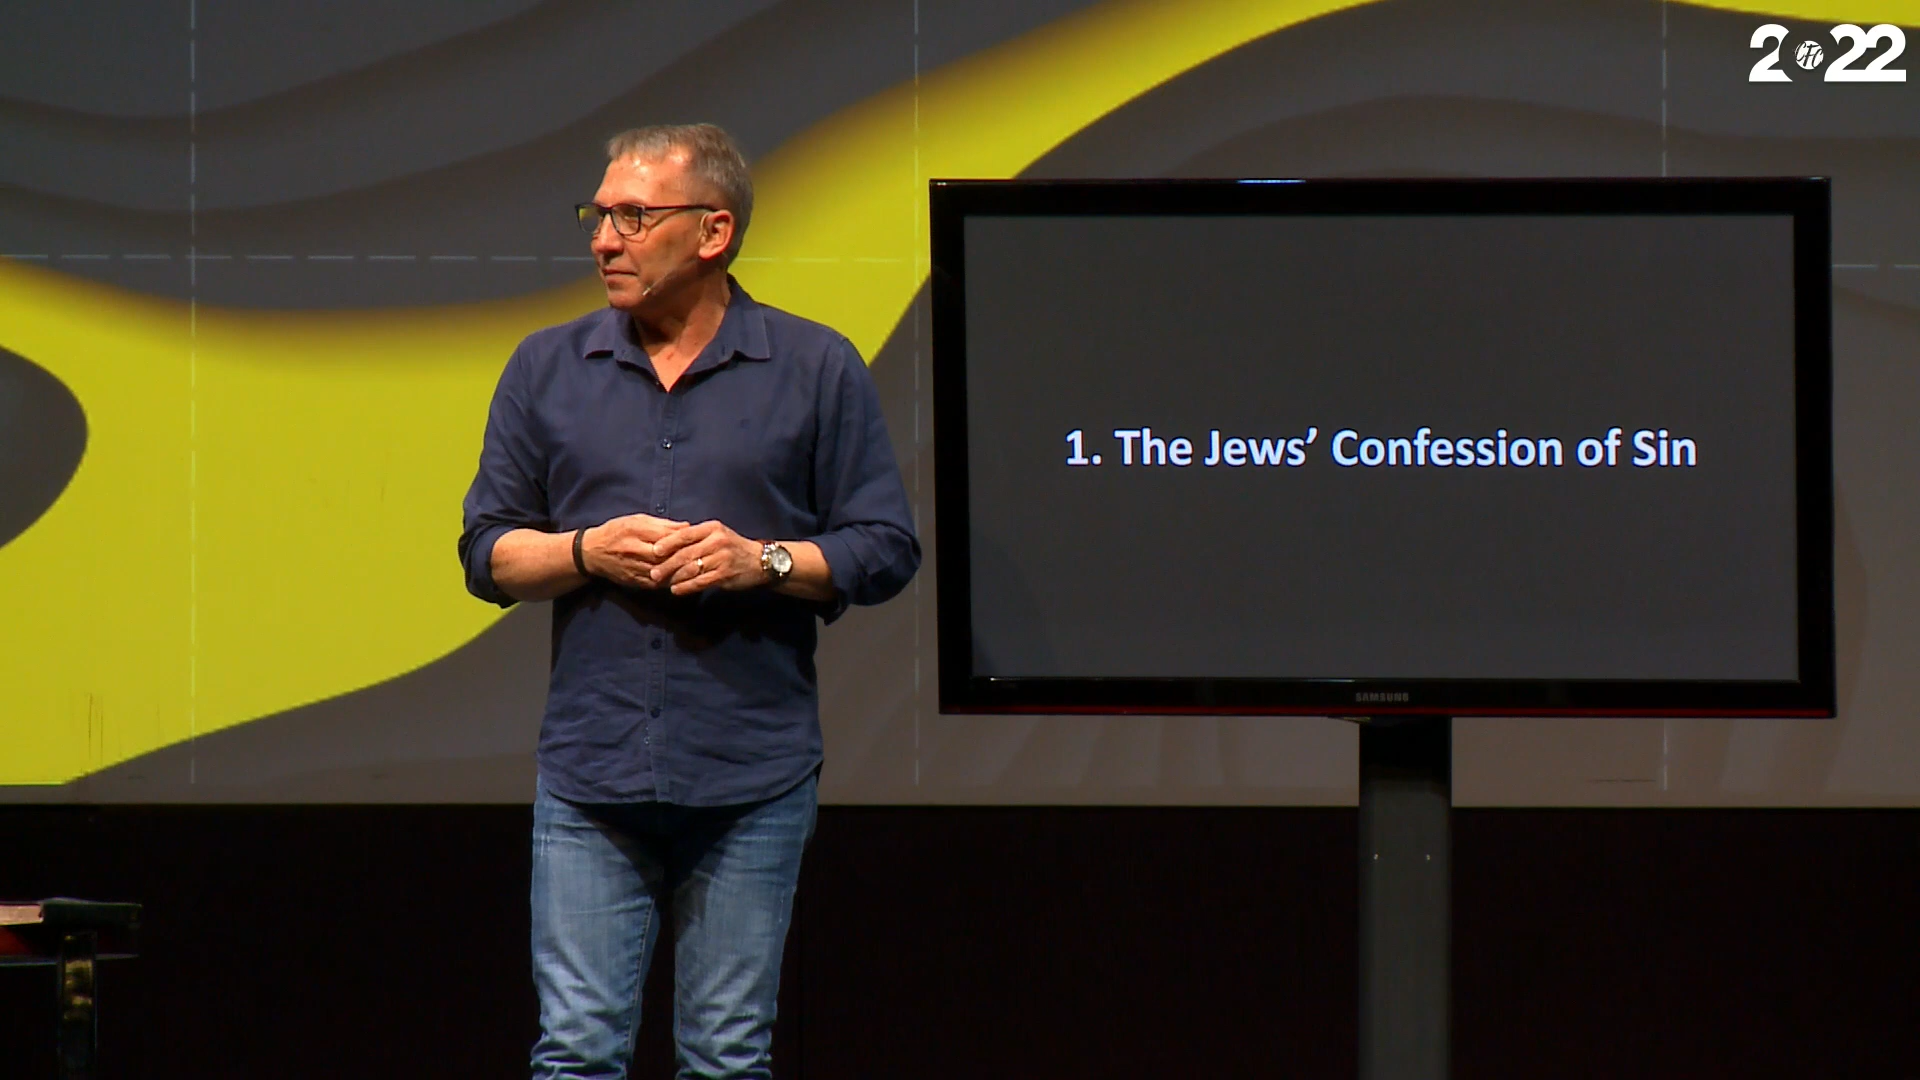 2022
1. The Jews’ Confession of Sin
SAMSUNG